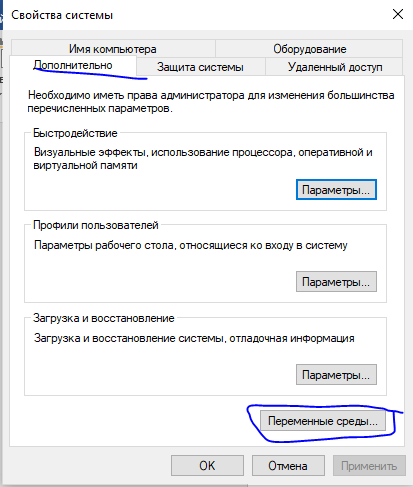 Свойства системы
Имя компьютера
Оборудование
Дополнительно
Защита системы
Удаленный доступ
Необходимо иметь права администратора для изменения большинства
перечисленных параметров.
Быстродействие
Визуальные эффекты, использование процессора, оперативной и
виртуальной памяти
Параметры...
Профили пользователей
Параметры рабочего стола, относящиеся ко входу в систему
Параметры...
Загрузка и восстановление
Загрузка и восстановление системы, отладочная информация
Параметры...
Переменные среды...
OK
Отмена
Применить